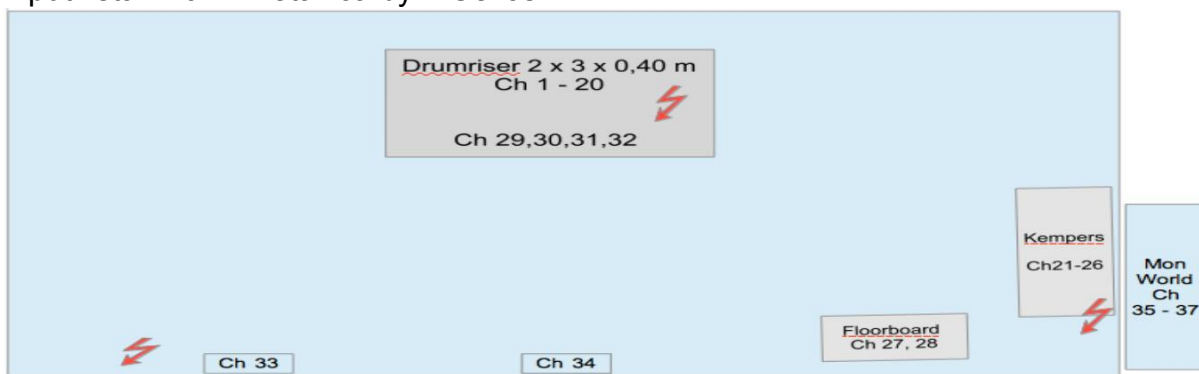 Drumriser 2 x 3 x 0,40 m
Ch 1 - 20
Ch 29,30,31,32
Kempers
Ch21-26
Mon
World
Ch
35 - 37
Floorboard
Ch 27, 28
Ch 33
Ch 34